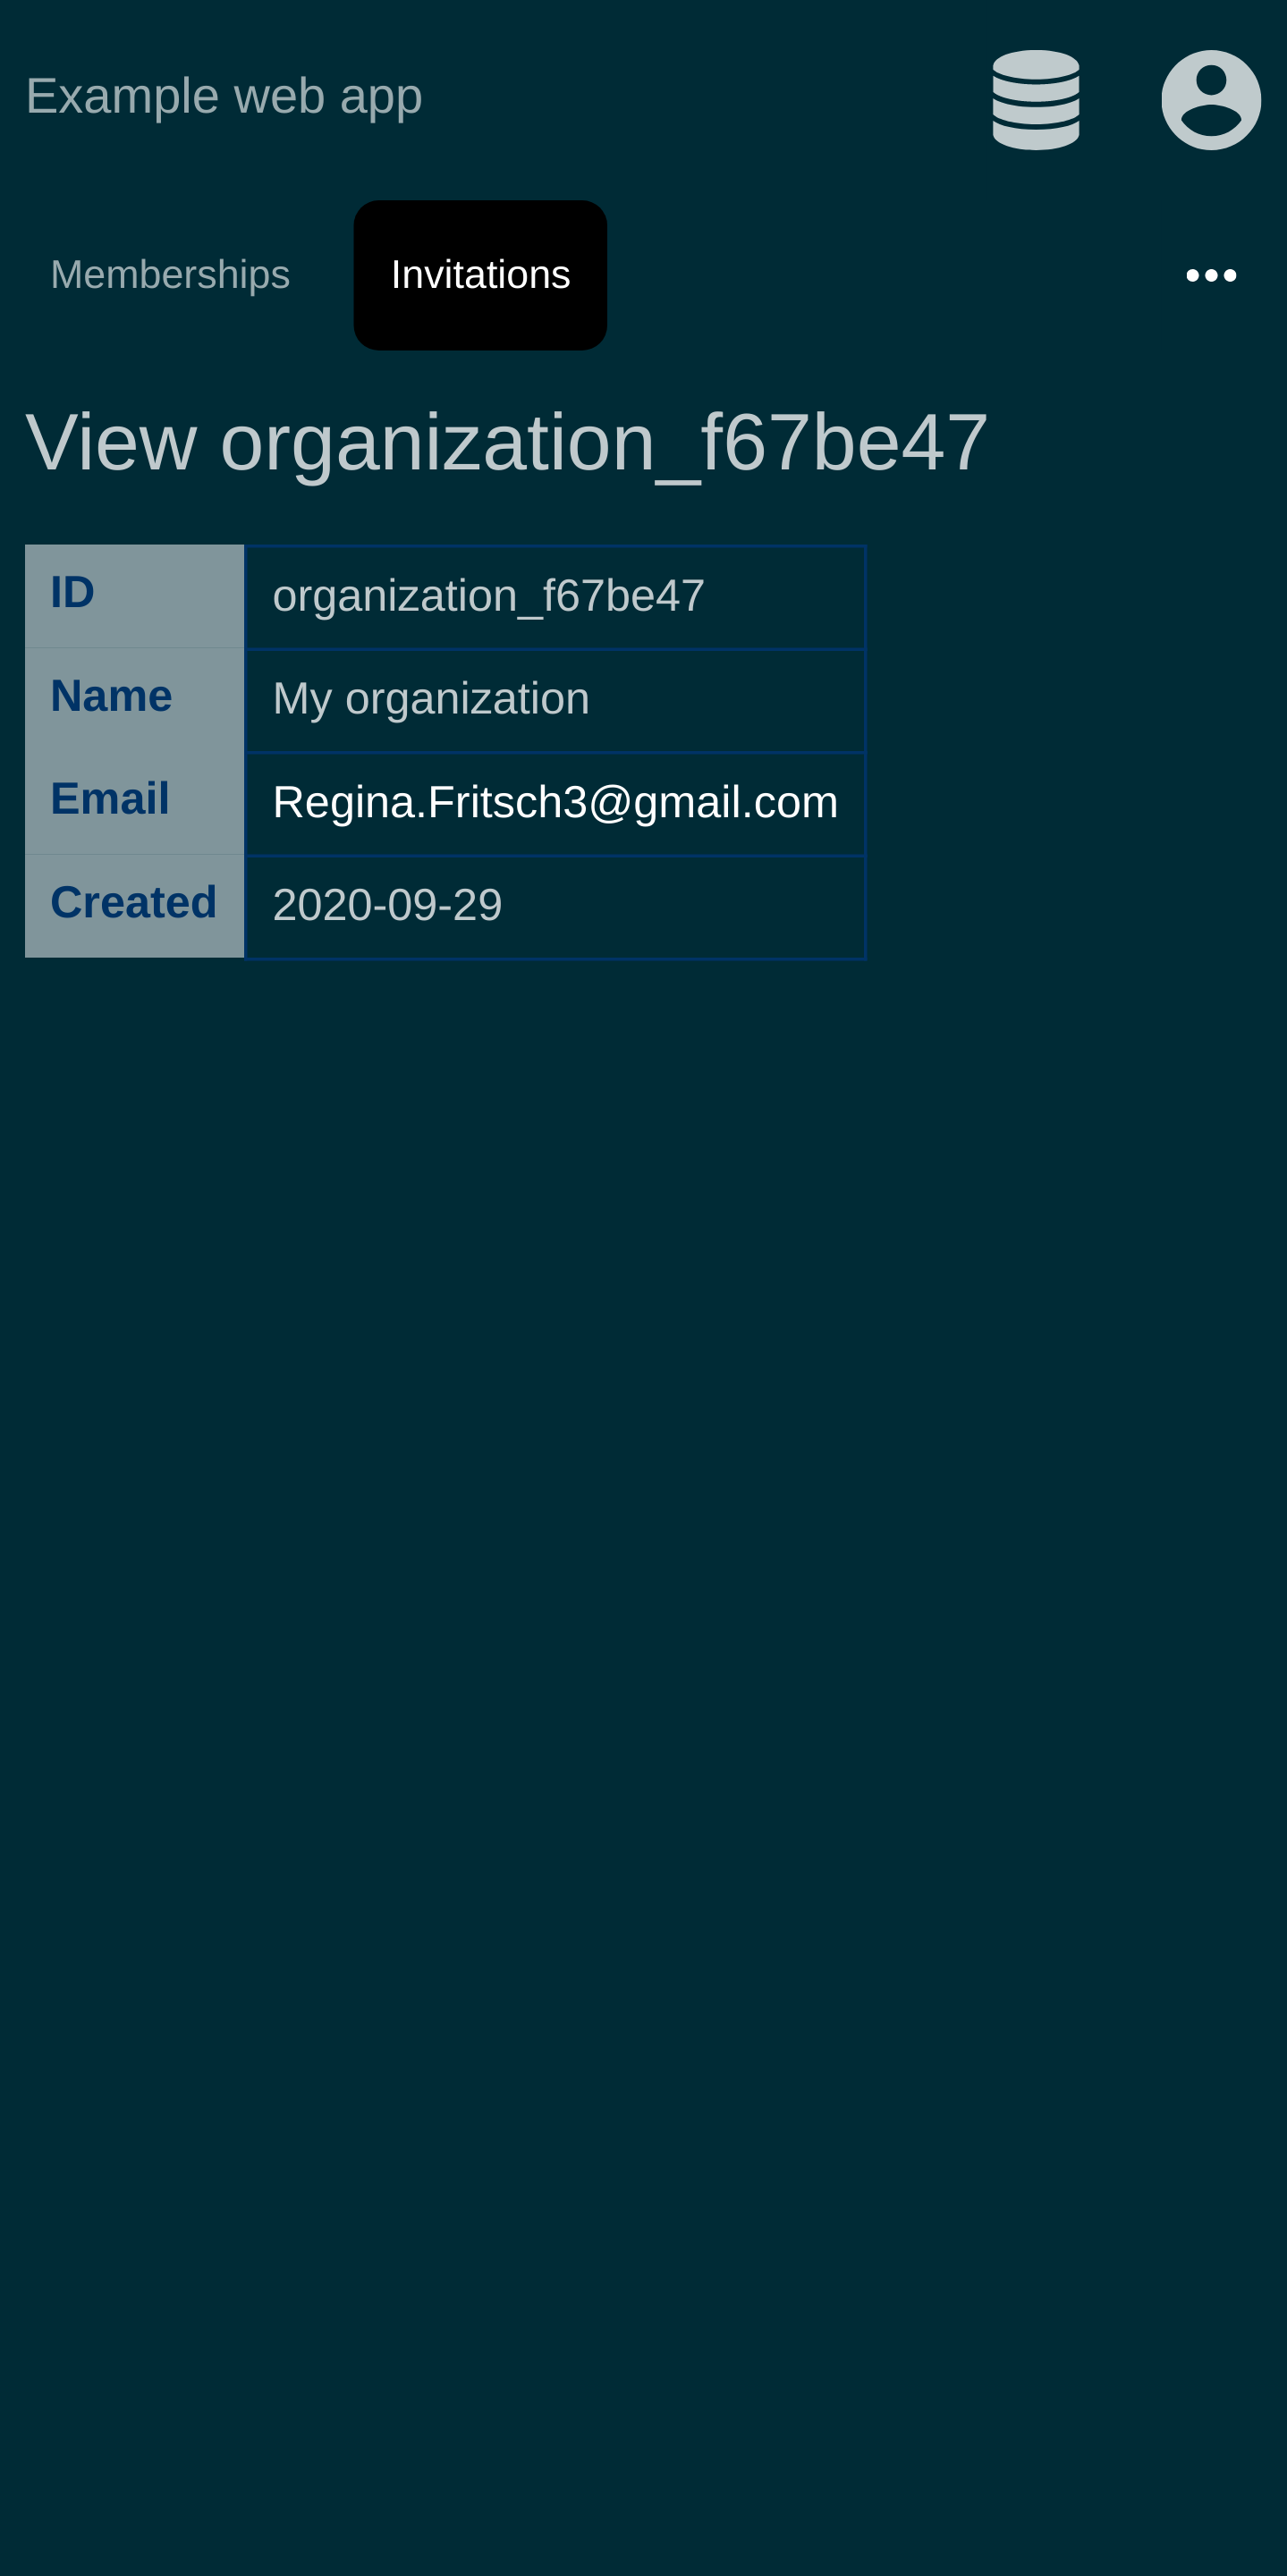 Example web app
Memberships Invitations
View organization_f67be47
ID organization_f67be47
Name My organization
Email Regina.Fritsch3@gmail.com
Created 2020-09-29